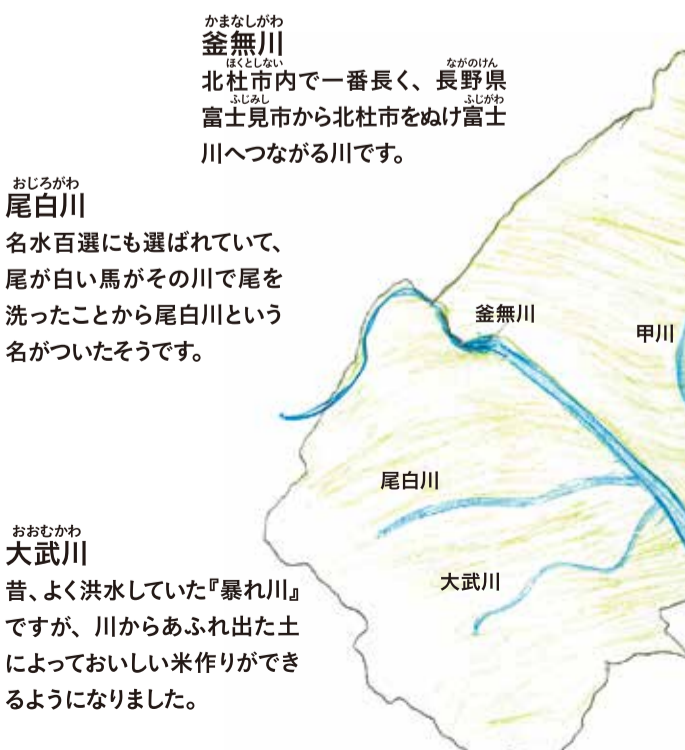 かまなしがわ
釜無川
ほくとしない ながのけん
北杜市内で一番長く、長野県
ふじみし ふじがわ
富士見市から北杜市をぬけ富士
川へつながる川です。
おじろがわ
尾白川
名水百選にも選ばれていて、
尾が白い馬がその川で尾を
洗ったことから尾白川という
名がついたそうです。
おおむかわ
大武川
昔、よく洪水していた『暴れ川』
ですが、川からあふれ出た土
によっておいしい米作りができ
るようになりました。
釜無川
甲川
尾白川
大武川